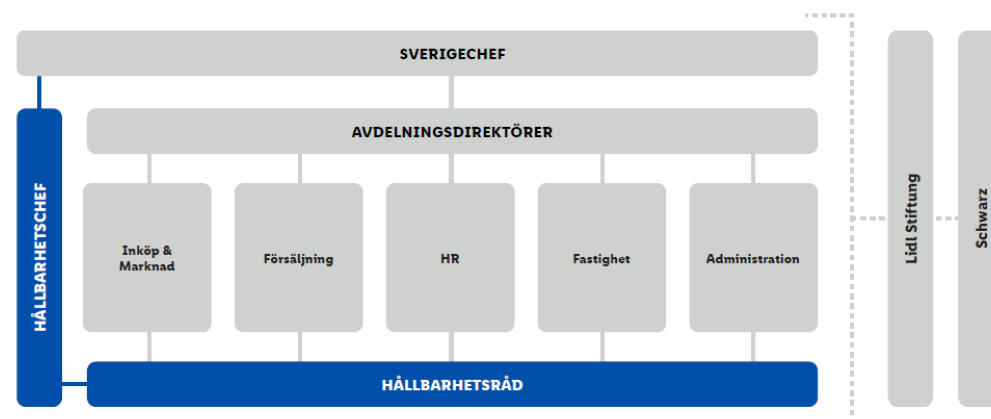 SVERIGECHEF
AVDELNINGSDIREKTÖRER
HÅLLBARHETSCHEF
Inköp &
Marknad
Försäljning
HR
Fastighet
Administration
HÅLLBARHETSRÅD
Lidl Stiftung
Schwarz